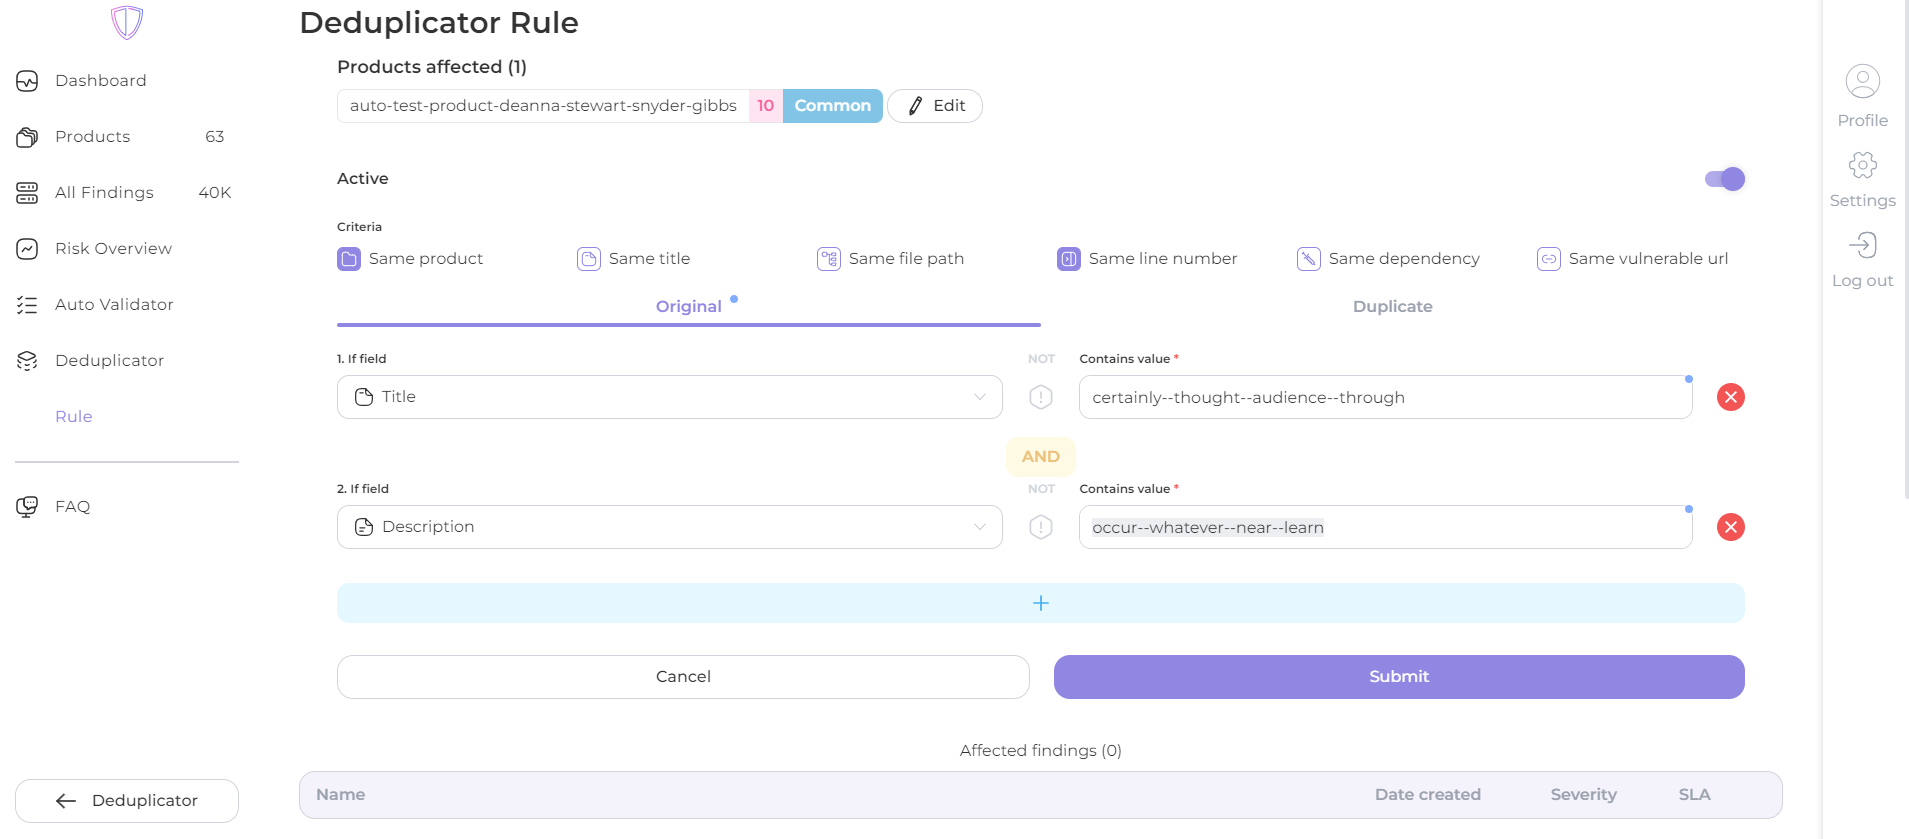 Deduplicator Rule
Dashboard
Products 63
All Findings 40K
Risk Overview
Auto Validator
Deduplicator
Rule
FAQ
Deduplicator
Products affected (1)
auto-test-product-deanna-stewart-snyder-gibbs 10 Common Edit
Active
Criteria
Same product Same title Same file path Same line number Same dependency Same vulnerable url
Original Duplicate
1. If field NOT Contains value *
Title certainly--thought--audience--through
AND
2. If field NOT Contains value *
Description occur--whatever--near--learn
Cancel Submit
Affected findings (0)
Name Date created Severity SLA
Profile
Settings
Log out